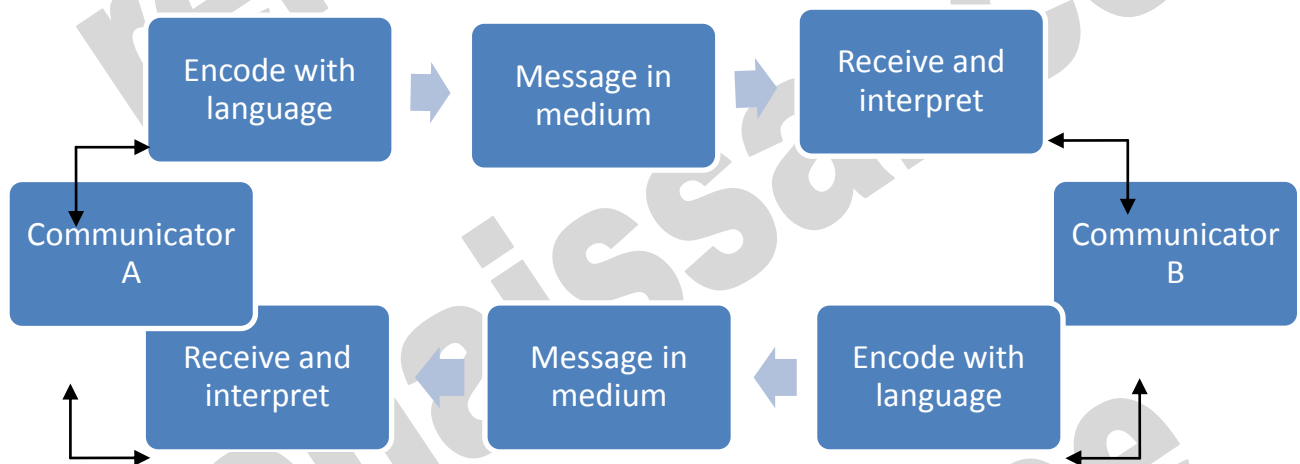 Encode with
language
Message in
medium
Receive and
interpret
Communicator
A
Communicator
B
Receive and
interpret
Message in
medium
Encode with
language